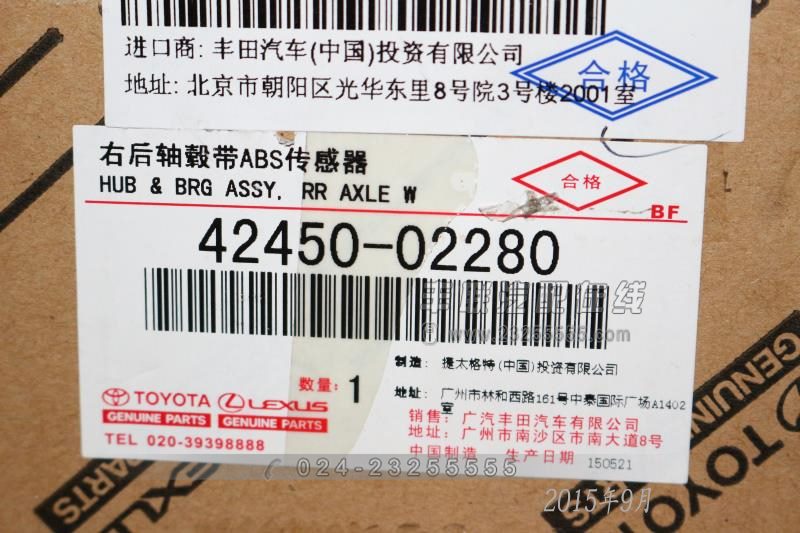 进口商: 丰田汽车(中国)投资有限公司
地址: 北京市朝阳区光华东里8号院3号楼2001室
合格
右后轴毂带ABS传感器
HUB & BRG ASSY, RR AXLE W
合格
BF
42450-02280
www.23255555.com
制造: 捷太格特(中国)投资有限公司
数量: 1
地址: 广州市林和西路161号中泰国际广场A1402室
TOYOTA LEXUS
GENUINE PARTS GENUINE PARTS
销售: 广汽丰田汽车有限公司
地址: 广州市南沙区市南大道8号
TEL 020-39398888
中国制造 生产日期 150521
024-23255555
2015年9月
TOYOTA
GENUINE
PARTS
TOYOTA